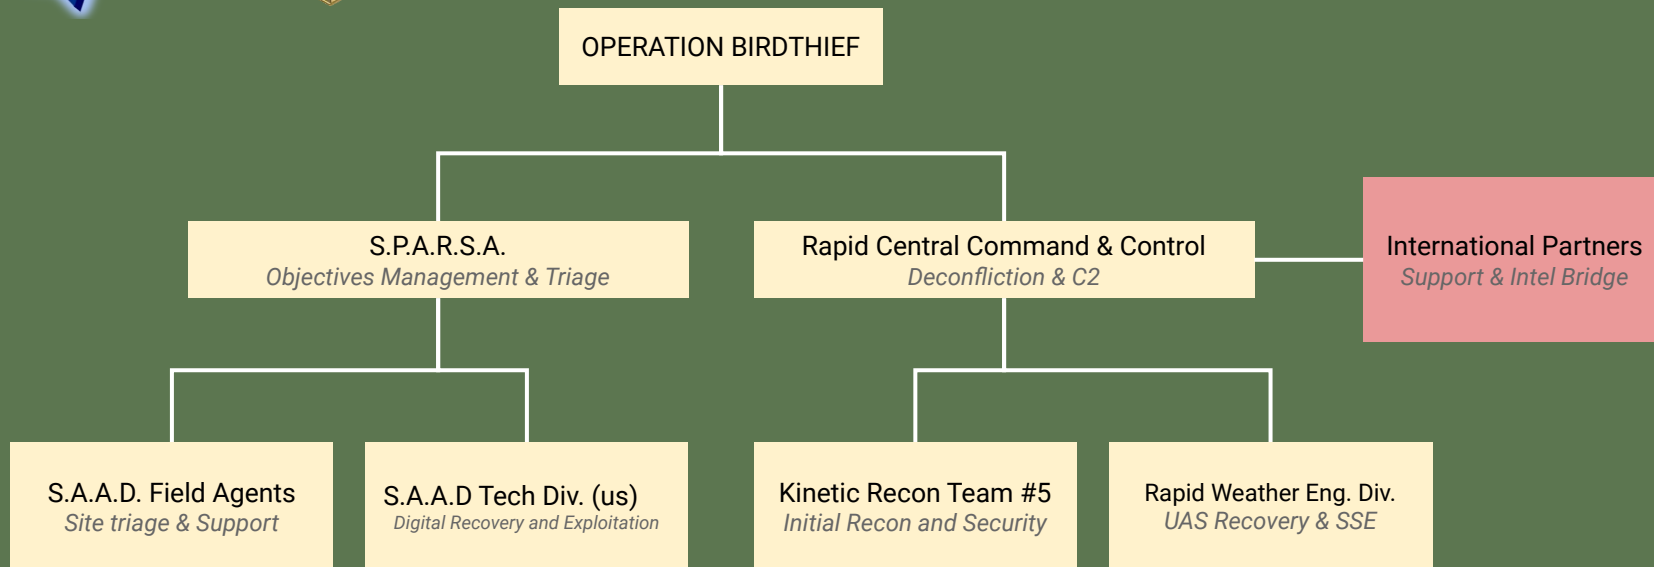 OPERATION BIRDTHIEF
S.P.A.R.S.A.
Objectives Management & Triage
Rapid Central Command & Control
Deconfliction & C2
International Partners
Support & Intel Bridge
S.A.A.D. Field Agents
Site triage & Support
S.A.A.D Tech Div. (us)
Digital Recovery and Exploitation
Kinetic Recon Team #5
Initial Recon and Security
Rapid Weather Eng. Div.
UAS Recovery & SSE